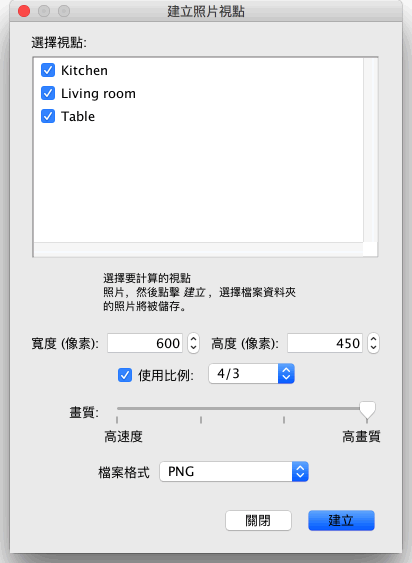 建立照片視點
選擇視點:
Kitchen
Living room
Table
選擇要計算的視點
照片，然後點擊 建立 ，選擇檔案資料夾
的照片將被儲存。
寬度 (像素): 600 高度 (像素): 450
使用比例: 4/3
畫質:
高速度 高畫質
檔案格式 PNG
關閉 建立